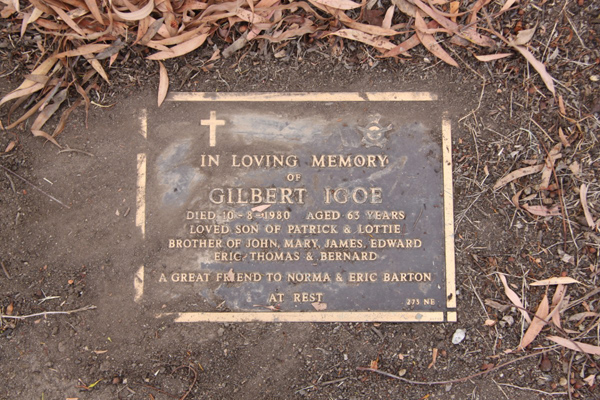 IN LOVING MEMORY
OF
GILBERT IGOE
DIED 10-8-1980 AGED 63 YEARS
LOVED SON OF PATRICK & LOTTIE
BROTHER OF JOHN, MARY, JAMES, EDWARD
ERIC, THOMAS & BERNARD
A GREAT FRIEND TO NORMA & ERIC BARTON
AT REST
275 NE